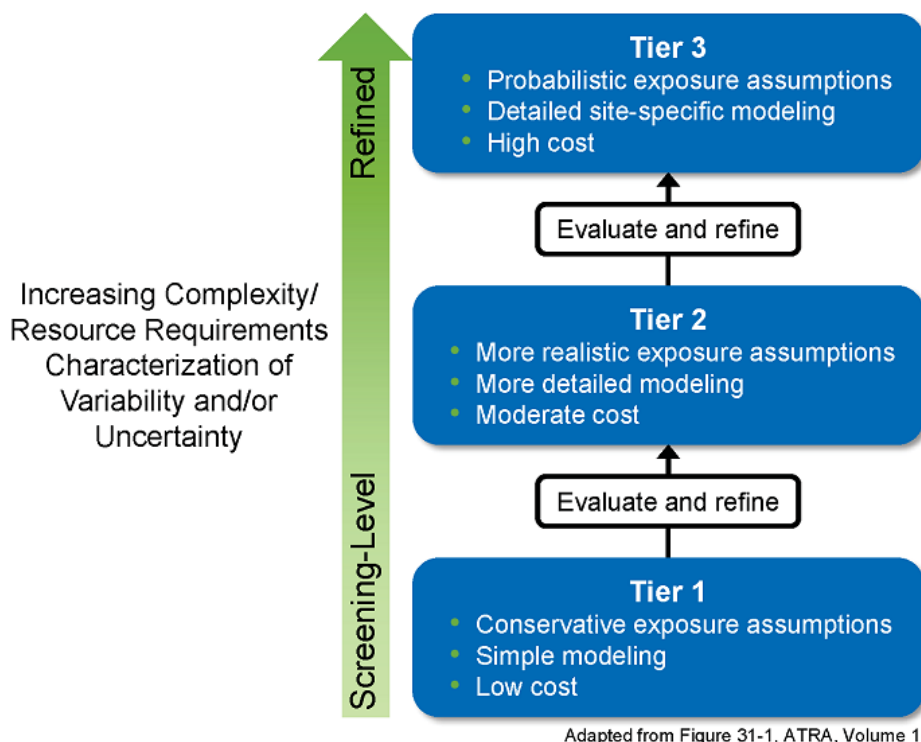 Tier 3
• Probabilistic exposure assumptions
• Detailed site-specific modeling
• High cost
Evaluate and refine
Tier 2
• More realistic exposure assumptions
• More detailed modeling
• Moderate cost
Evaluate and refine
Tier 1
• Conservative exposure assumptions
• Simple modeling
• Low cost
Refined
Screening-Level
Increasing Complexity/
Resource Requirements
Characterization of
Variability and/or
Uncertainty
Adapted from Figure 31-1, ATRA, Volume 1